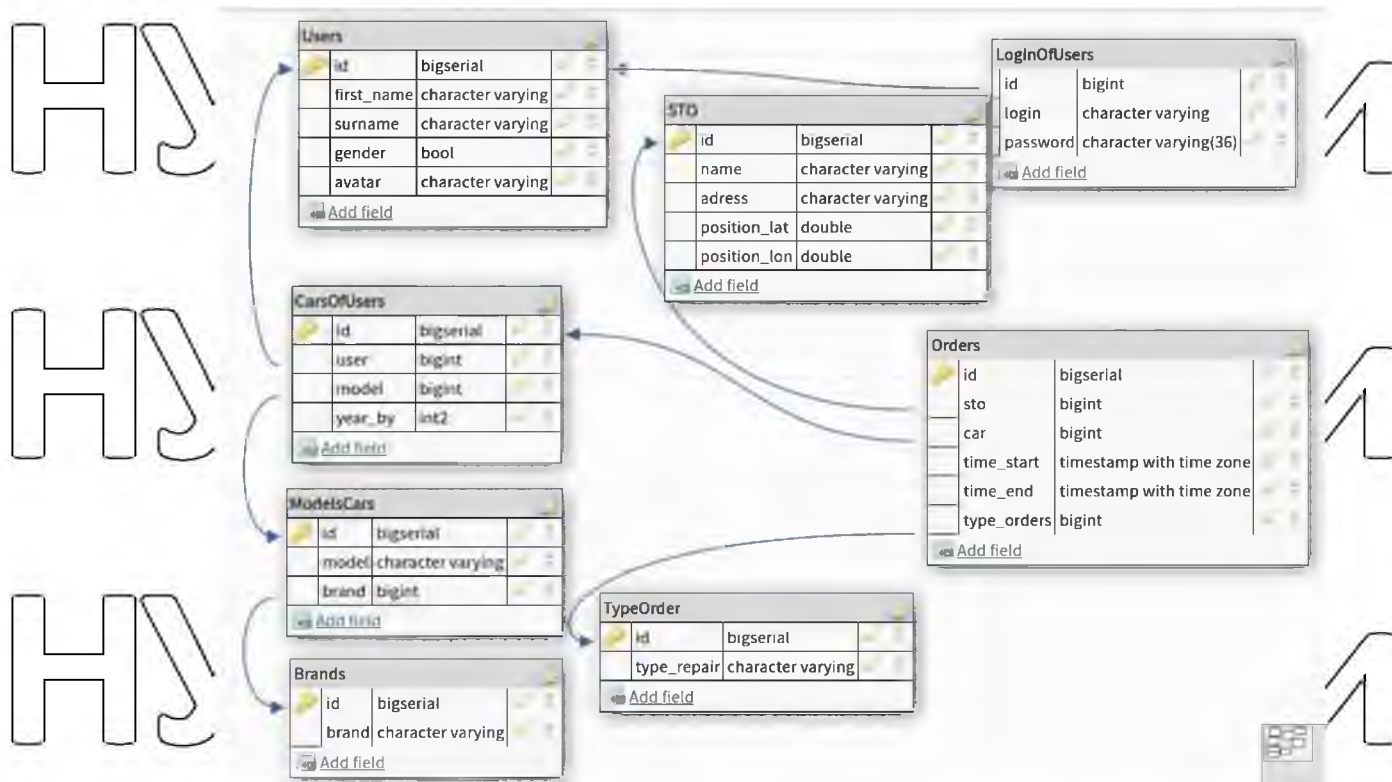 Users
id bigserial
first_name character varying
surname character varying
gender bool
avatar character varying
Add field
LogInOfUsers
id bigint
login character varying
password character varying(36)
Add field
STO
id bigserial
name character varying
adress character varying
position_lat double
position_lon double
Add field
CarsOfUsers
id bigserial
user bigint
model bigint
year_by int2
Add field
Orders
id bigserial
sto bigint
car bigint
time_start timestamp with time zone
time_end timestamp with time zone
type_orders bigint
Add field
ModelsCars
id bigserial
model character varying
brand bigint
Add field
TypeOrder
id bigserial
type_repair character varying
Add field
Brands
id bigserial
brand character varying
Add field